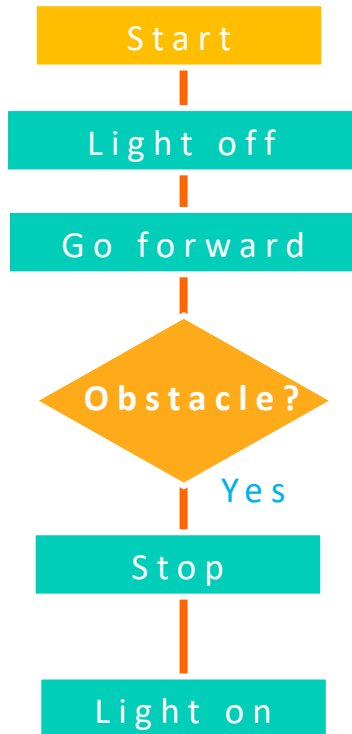 Start
Light off
Go forward
Obstacle?
Yes
Stop
Light on